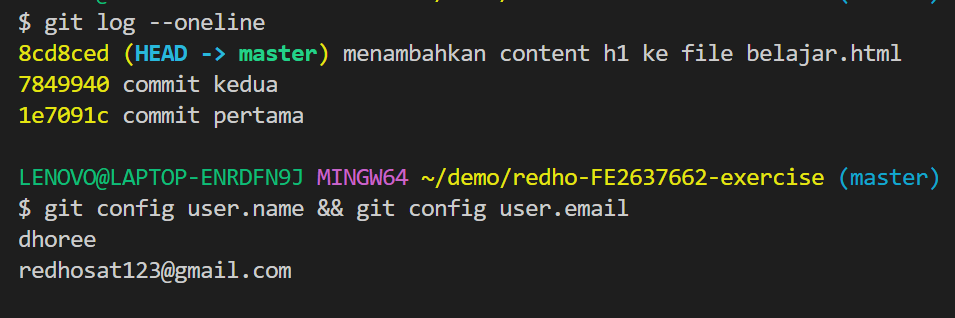 $ git log --oneline
8cd8ced (HEAD -> master) menambahkan content h1 ke file belajar.html
7849940 commit kedua
1e7091c commit pertama
LENOVO@LAPTOP-ENRDFN9J MINGW64 ~/demo/redho-FE2637662-exercise (master)
$ git config user.name && git config user.email
dhoree
redhosat123@gmail.com